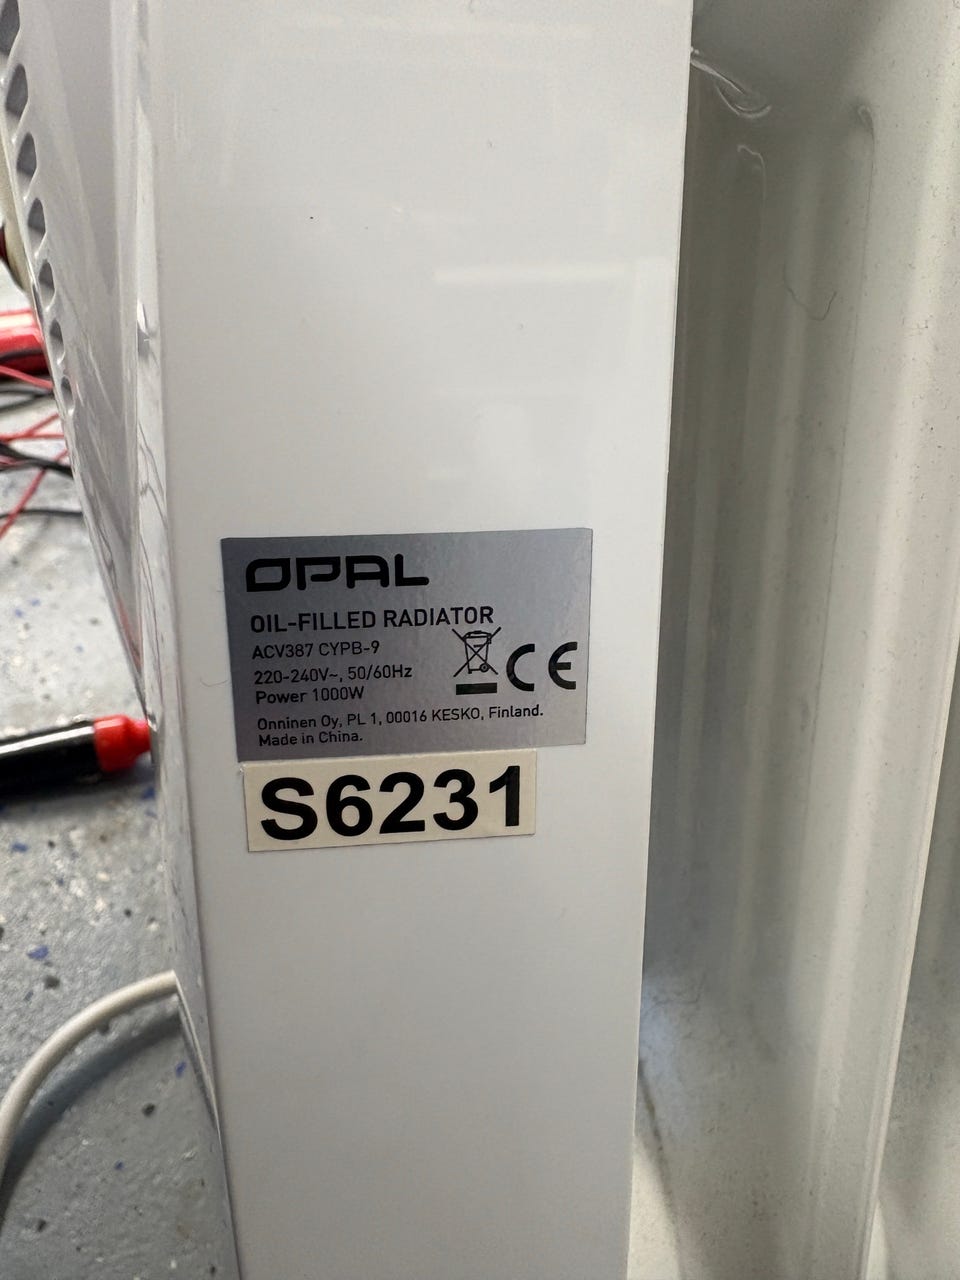 OPAL
OIL-FILLED RADIATOR
ACV387 CYPB-9
220-240V~, 50/60Hz
Power 1000W
CE
Onninen Oy, PL 1, 00016 KESKO, Finland.
Made in China.
S6231